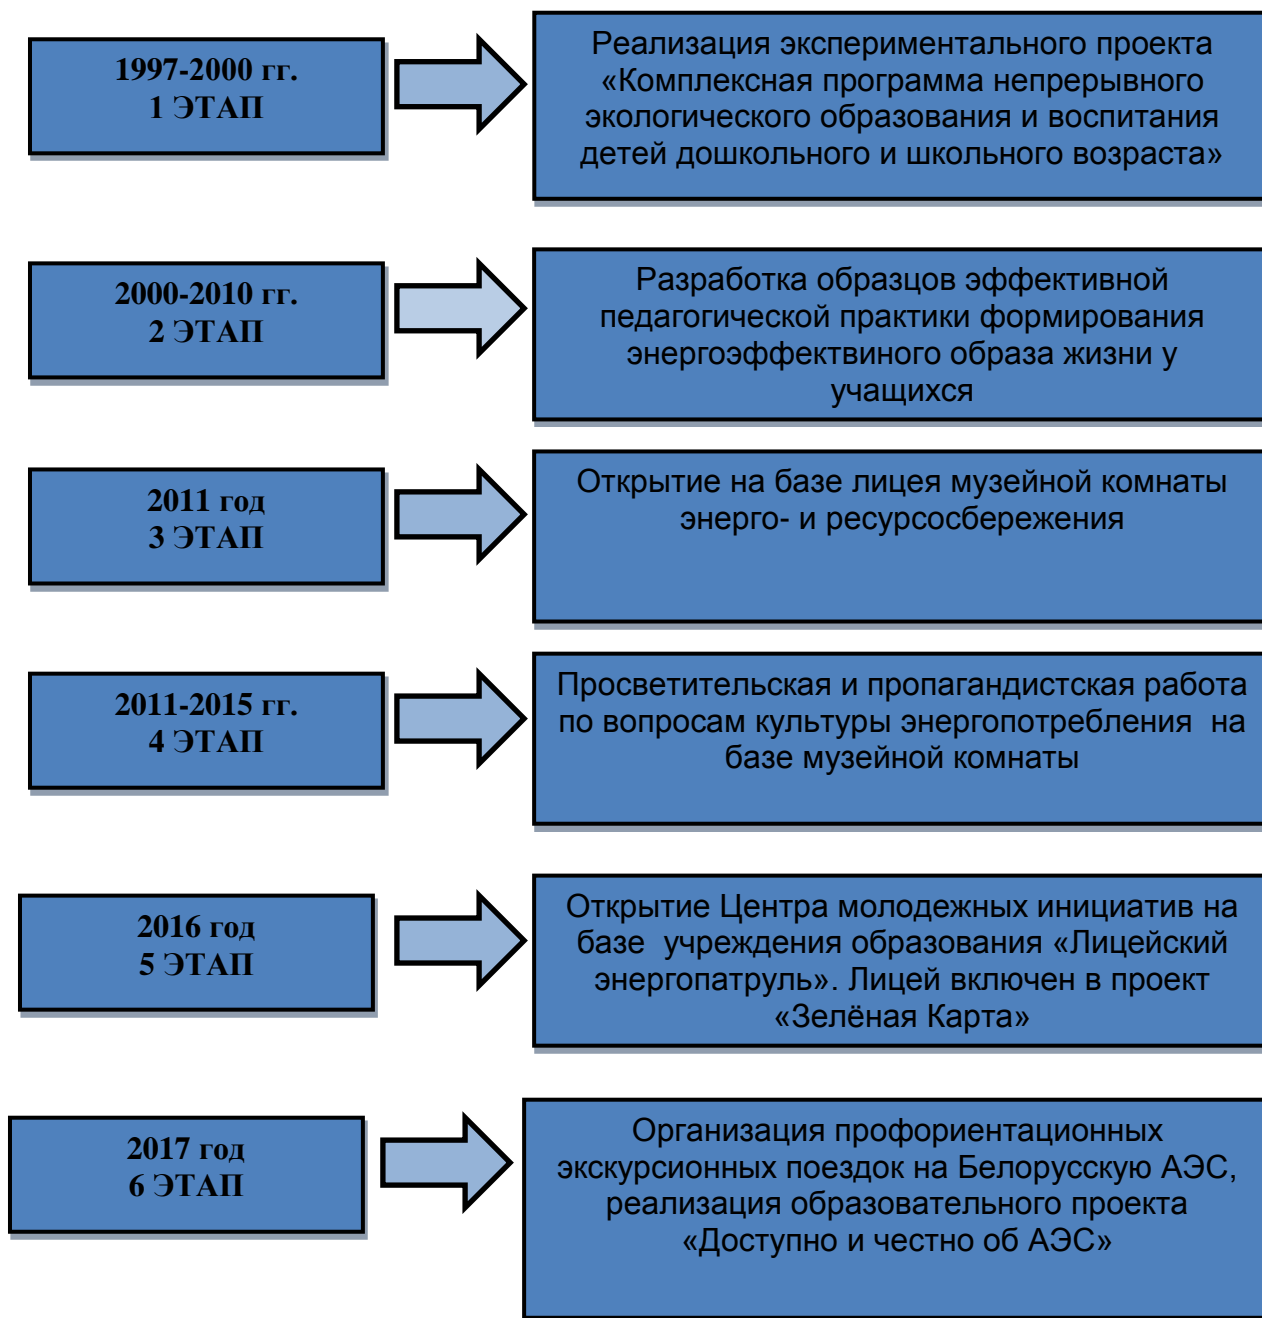 1997-2000 гг.
1 ЭТАП
Реализация экспериментального проекта
«Комплексная программа непрерывного
экологического образования и воспитания
детей дошкольного и школьного возраста»
2000-2010 гг.
2 ЭТАП
Разработка образцов эффективной
педагогической практики формирования
энергоэффектвиного образа жизни у
учащихся
2011 год
3 ЭТАП
Открытие на базе лицея музейной комнаты
энерго- и ресурсосбережения
2011-2015 гг.
4 ЭТАП
Просветительская и пропагандистская работа
по вопросам культуры энергопотребления на
базе музейной комнаты
2016 год
5 ЭТАП
Открытие Центра молодежных инициатив на
базе учреждения образования «Лицейский
энергопатруль». Лицей включен в проект
«Зелёная Карта»
2017 год
6 ЭТАП
Организация профориентационных
экскурсионных поездок на Белорусскую АЭС,
реализация образовательного проекта
«Доступно и честно об АЭС»